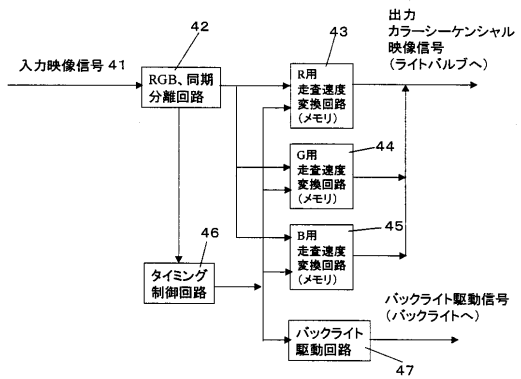 入力映像信号 41
42
RGB、同期
分離回路
43
R用
走査速度
変換回路
(メモリ)
出力
カラーシーケンシャル
映像信号
(ライトバルブへ)
44
G用
走査速度
変換回路
(メモリ)
45
B用
走査速度
変換回路
(メモリ)
46
タイミング
制御回路
バックライト
駆動回路
47
バックライト駆動信号
(バックライトへ)